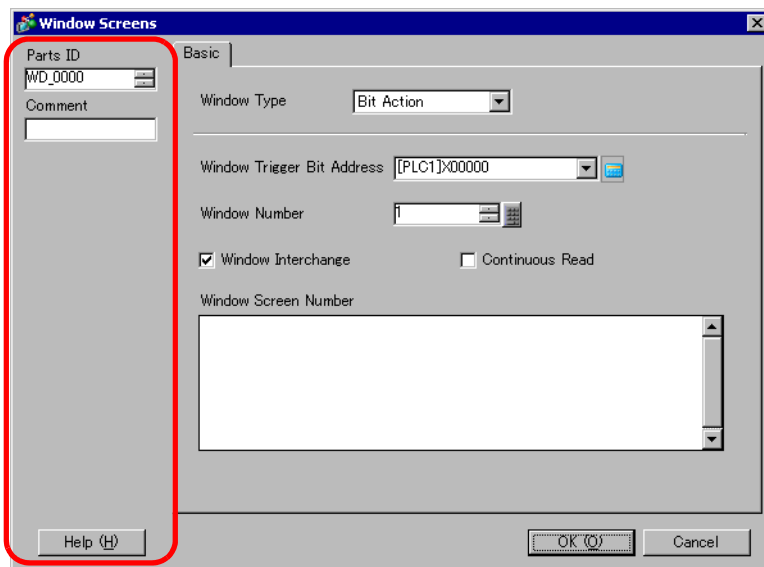 Window Screens
Parts ID
WD_0000
Comment
Help (H)
Basic
Window Type
Bit Action
Window Trigger Bit Address
[PLC1]X00000
Window Number
1
Window Interchange
Continuous Read
Window Screen Number
OK (O)
Cancel